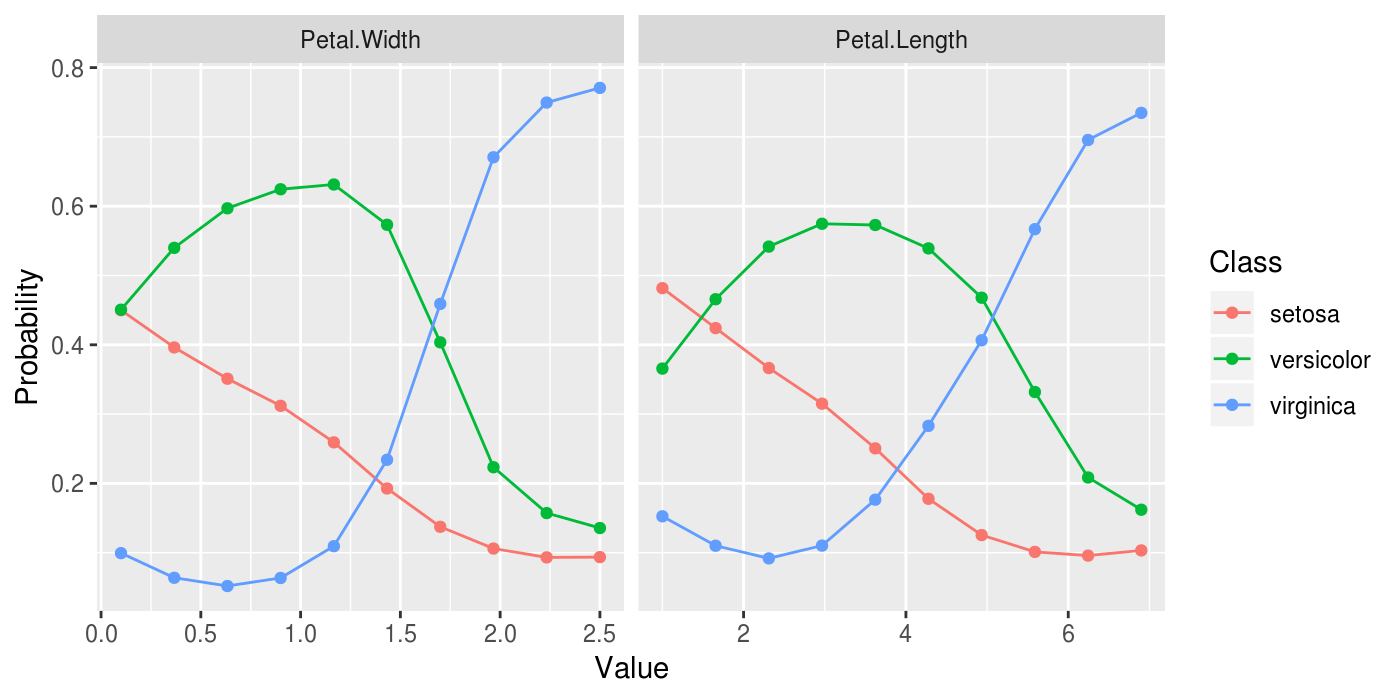 Petal.Width
Petal.Length
0.8
0.6
0.4
0.2
Probability
0.0 0.5 1.0 1.5 2.0 2.5
2 4 6
Value
Class
setosa
versicolor
virginica